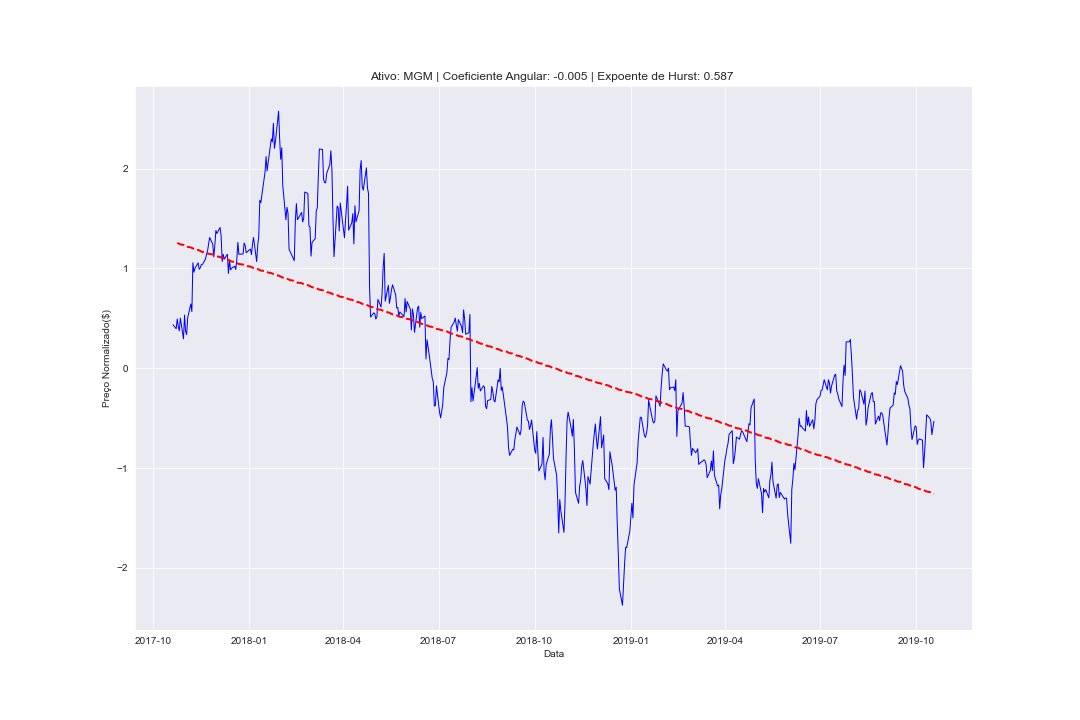 Ativo: MGM | Coeficiente Angular: -0.005 | Expoente de Hurst: 0.587
Preço Normalizado($)
2
1
0
−1
−2
2017-10 2018-01 2018-04 2018-07 2018-10 2019-01 2019-04 2019-07 2019-10
Data